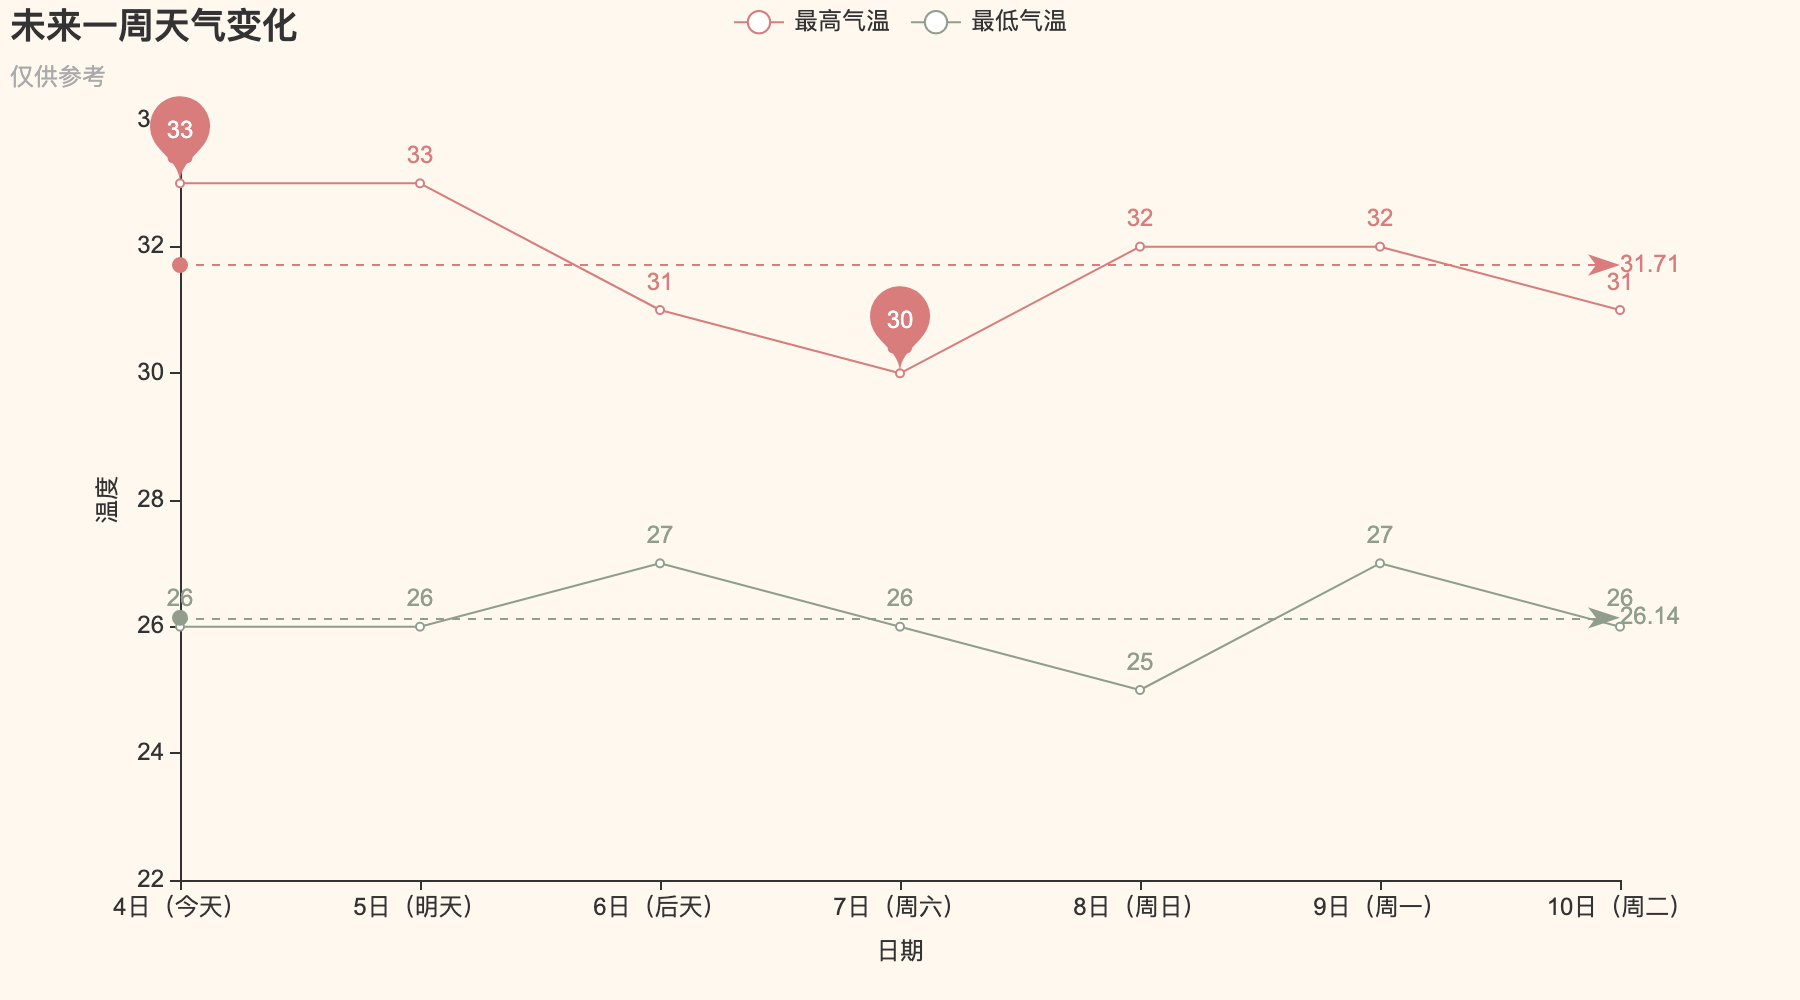 未来一周天气变化
最高气温
最低气温
仅供参考
3
33
33
32
32
32
31.71
31
31
30
30
温度
28
27
27
26
26
26
26
26.14
26
25
24
22
4日（今天）
5日（明天）
6日（后天）
7日（周六）
8日（周日）
9日（周一）
10日（周二）
日期